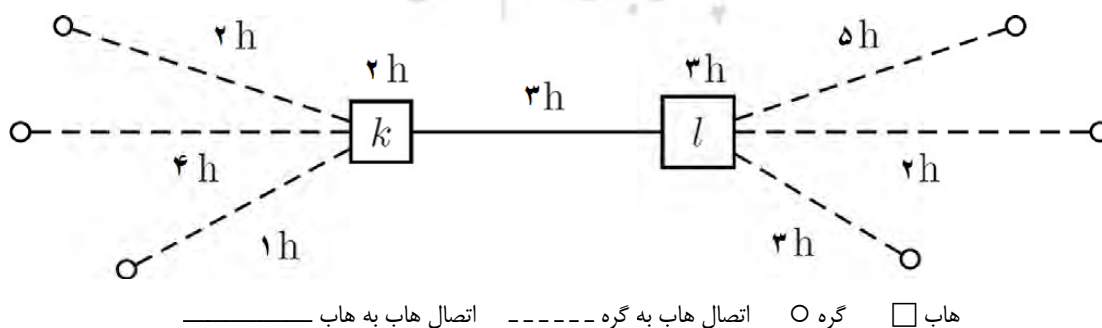 ۲h
۵h
۲h
۳h
۳h
k
l
۴h
۲h
۱h
۳h
هاب □ گره ○ اتصال هاب به گره ------ اتصال هاب به هاب ———